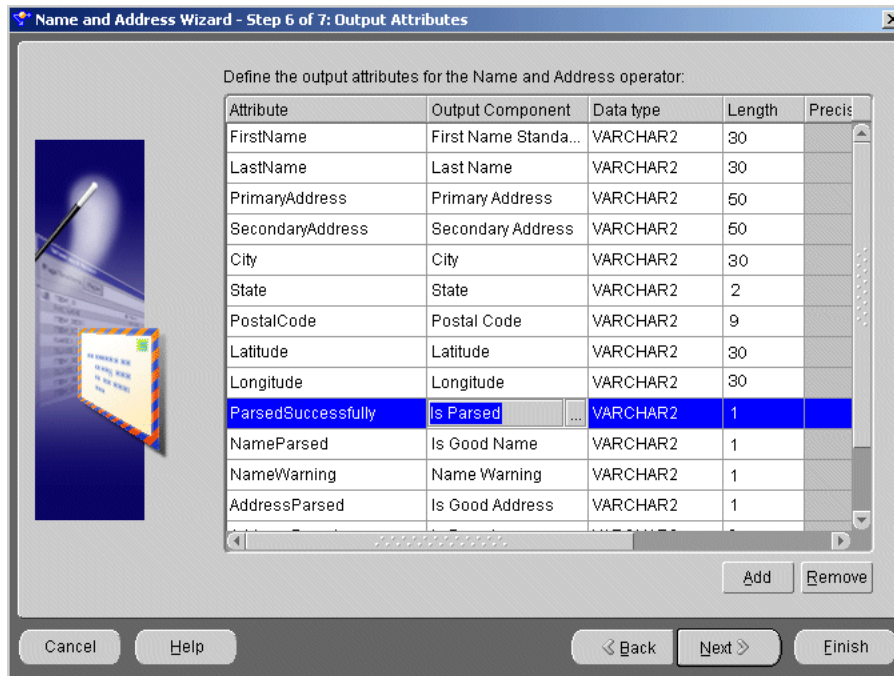 Name and Address Wizard - Step 6 of 7: Output Attributes
Define the output attributes for the Name and Address operator:
Attribute Output Component Data type Length Precis
FirstName First Name Standa... VARCHAR2 30
LastName Last Name VARCHAR2 30
PrimaryAddress Primary Address VARCHAR2 50
SecondaryAddress Secondary Address VARCHAR2 50
City City VARCHAR2 30
State State VARCHAR2 2
PostalCode Postal Code VARCHAR2 9
Latitude Latitude VARCHAR2 30
Longitude Longitude VARCHAR2 30
ParsedSuccessfully Is Parsed ... VARCHAR2 1
NameParsed Is Good Name VARCHAR2 1
NameWarning Name Warning VARCHAR2 1
AddressParsed Is Good Address VARCHAR2 1
Add Remove
Cancel Help Back Next Finish